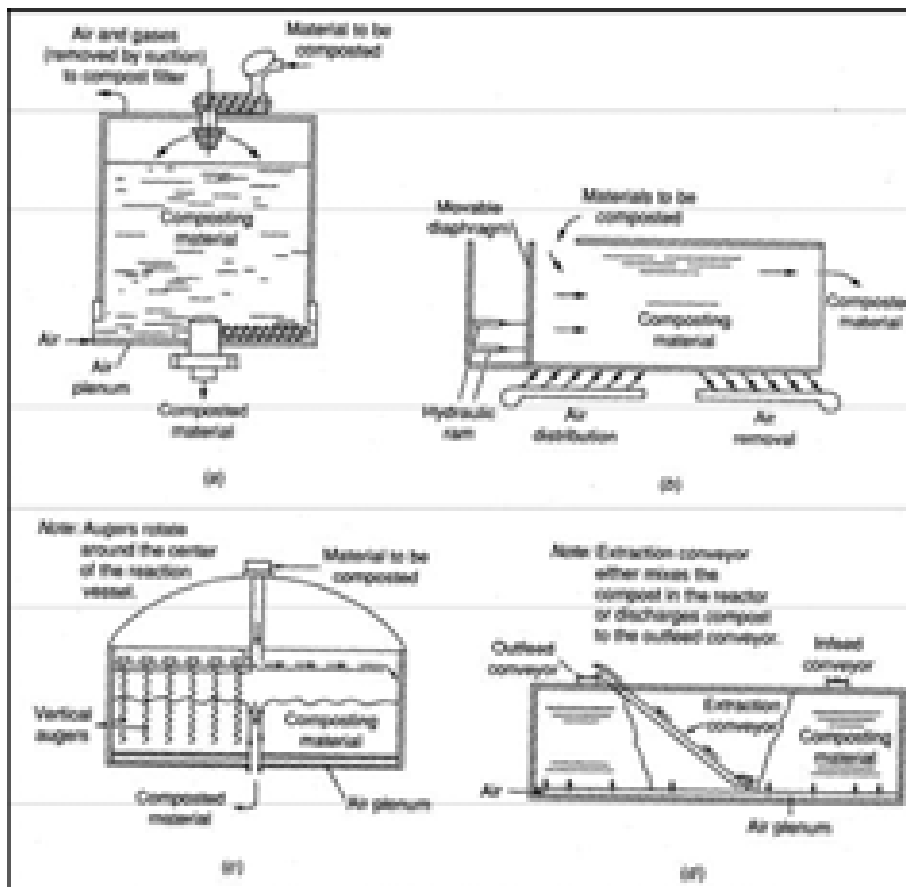 Air and gases
(removed by suction)
to compost filter
Material to be
composted
Composting
material
Air
Air
plenum
Composted
material
(a)
Movable
diaphragm
Materials to be
composted
Composting
material
Composted
material
Hydraulic
ram
Air
distribution
Air
removal
(b)
Note: Augers rotate
around the center
of the reaction
vessel.
Material to be
composted
Vertical
augers
Composting
material
Composted
material
Air plenum
(c)
Note: Extraction conveyor
either mixes the
compost in the reactor
or discharges compost
to the outfeed conveyor.
Outfeed
conveyor
Infeed
conveyor
Extraction
conveyor
Composting
material
Air
Air plenum
(d)